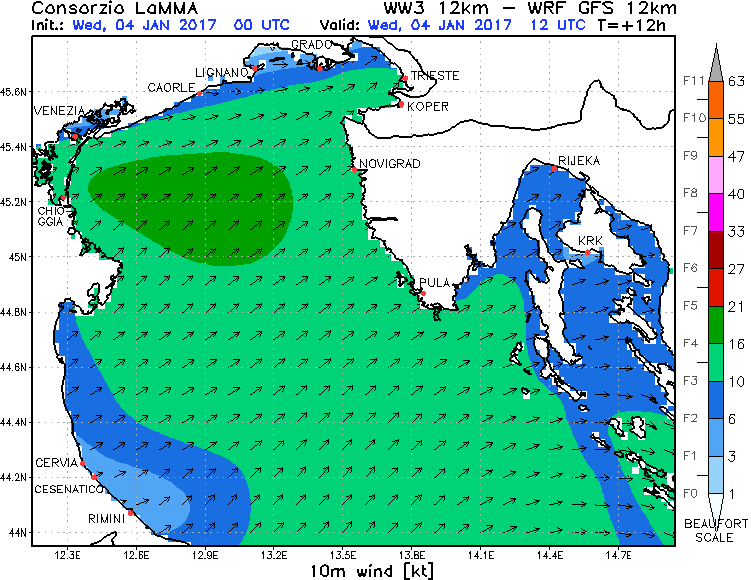 Consorzio LaMMA WW3 12km – WRF GFS 12km
Init.: Wed, 04 JAN 2017 00 UTC Valid: Wed, 04 JAN 2017 12 UTC T=+12h
GRADO
LIGNANO
TRIESTE
CAORLE
KOPER
VENEZIA
NOVIGRAD
RIJEKA
CHIO-
GGIA
KRK
PULA
CERVIA
CESENATICO
RIMINI
45.6N
45.4N
45.2N
45N
44.8N
44.6N
44.4N
44.2N
44N
12.3E 12.6E 12.9E 13.2E 13.5E 13.8E 14.1E 14.4E 14.7E
10m wind [kt]
F11 63
F10 55
F9 47
F8 40
F7 33
F6 27
F5 21
F4 16
F3 10
F2 6
F1 3
F0 1
BEAUFORT
SCALE